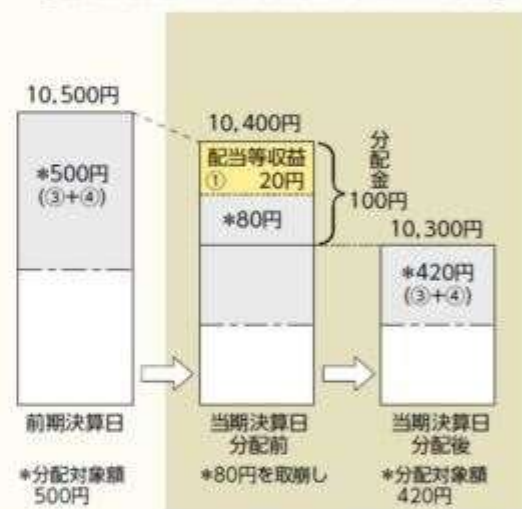 10,500円
*500円
(③+④)
前期決算日
*分配対象額
500円
10,400円
配当等収益
① 20円
*80円
分配金
100円
当期決算日
分配前
*80円を取崩し
10,300円
*420円
(③+④)
当期決算日
分配後
*分配対象額
420円